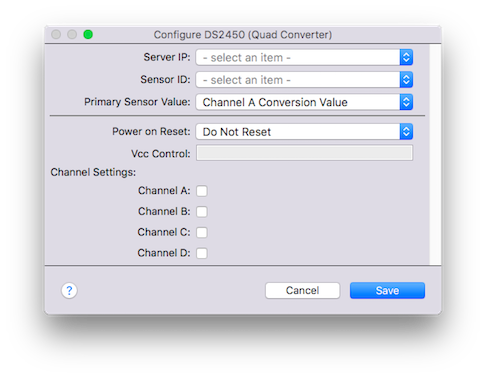 Configure DS2450 (Quad Converter)
Server IP: - select an item -
Sensor ID: - select an item -
Primary Sensor Value: Channel A Conversion Value
Power on Reset: Do Not Reset
Vcc Control:
Channel Settings:
Channel A:
Channel B:
Channel C:
Channel D:
? Cancel Save